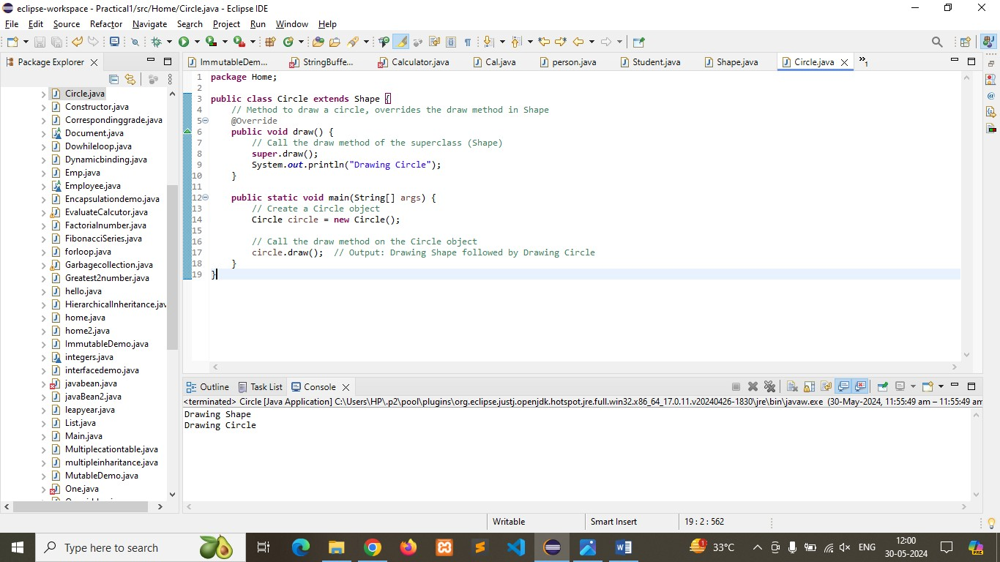 eclipse-workspace - Practical1/src/Home/Circle.java - Eclipse IDE
File Edit Source Refactor Navigate Search Project Run Window Help
Package Explorer
ImmutableDem... StringBuffe... Calculator.java Cal.java person.java Student.java Shape.java Circle.java »1
Circle.java
Constructor.java
Correspondinggrade.java
Document.java
Dowhileloop.java
Dynamicbinding.java
Emp.java
Employee.java
Encapsulationdemo.java
EvaluateCalcutor.java
Factorialnumber.java
FibonacciSeries.java
forloop.java
Garbagecollection.java
Greatest2number.java
hello.java
HierarchicalInheritance.jav
home.java
home2.java
ImmutableDemo.java
integers.java
interfacedemo.java
javabean.java
javaBean2.java
leapyear.java
List.java
Main.java
Multiplecationtable.java
multipleinharitance.java
MutableDemo.java
One.java
1 package Home;
2
3 public class Circle extends Shape {
4 // Method to draw a circle, overrides the draw method in Shape
5 @Override
6 public void draw() {
7 // Call the draw method of the superclass (Shape)
8 super.draw();
9 System.out.println("Drawing Circle");
10 }
11
12 public static void main(String[] args) {
13 // Create a Circle object
14 Circle circle = new Circle();
15
16 // Call the draw method on the Circle object
17 circle.draw(); // Output: Drawing Shape followed by Drawing Circle
18 }
19 }
Outline Task List Console
<terminated> Circle [Java Application] C:\Users\HP\.p2\pool\plugins\org.eclipse.justj.openjdk.hotspot.jre.full.win32.x86_64_17.0.11.v20240426-1830\jre\bin\javaw.exe (30-May-2024, 11:55:49 am – 11:55:49 am
Drawing Shape
Drawing Circle
Writable Smart Insert 19 : 2 : 562
Type here to search
1 33°C ENG 12:00
30-05-2024
PRE